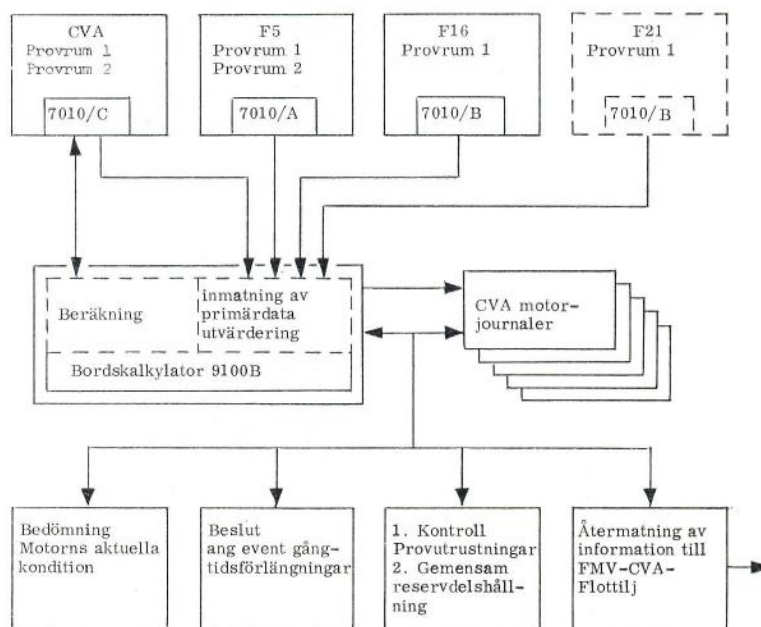 CVA
Provrum 1
Provrum 2
7010/C
F5
Provrum 1
Provrum 2
7010/A
F16
Provrum 1
7010/B
F21
Provrum 1
7010/B
Beräkning
inmatning av
primärdata
utvärdering
Bordskalkylator 9100B
CVA motor-
journaler
Bedömning
Motorns aktuella
kondition
Beslut
ang event gång-
tidsförlängningar
1. Kontroll
Provutrustningar
2. Gemensam
reservdelshåll-
ning
Återmatning av
information till
FMV-CVA-
Flottilj